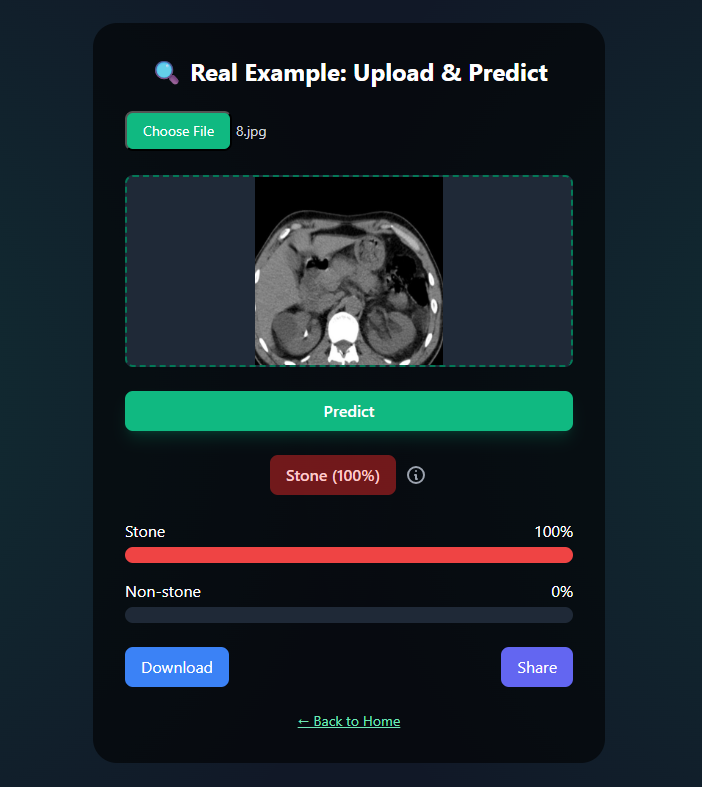 Real Example: Upload & Predict
Choose File 8.jpg
Predict
Stone (100%)
Stone 100%
Non-stone 0%
Download Share
← Back to Home